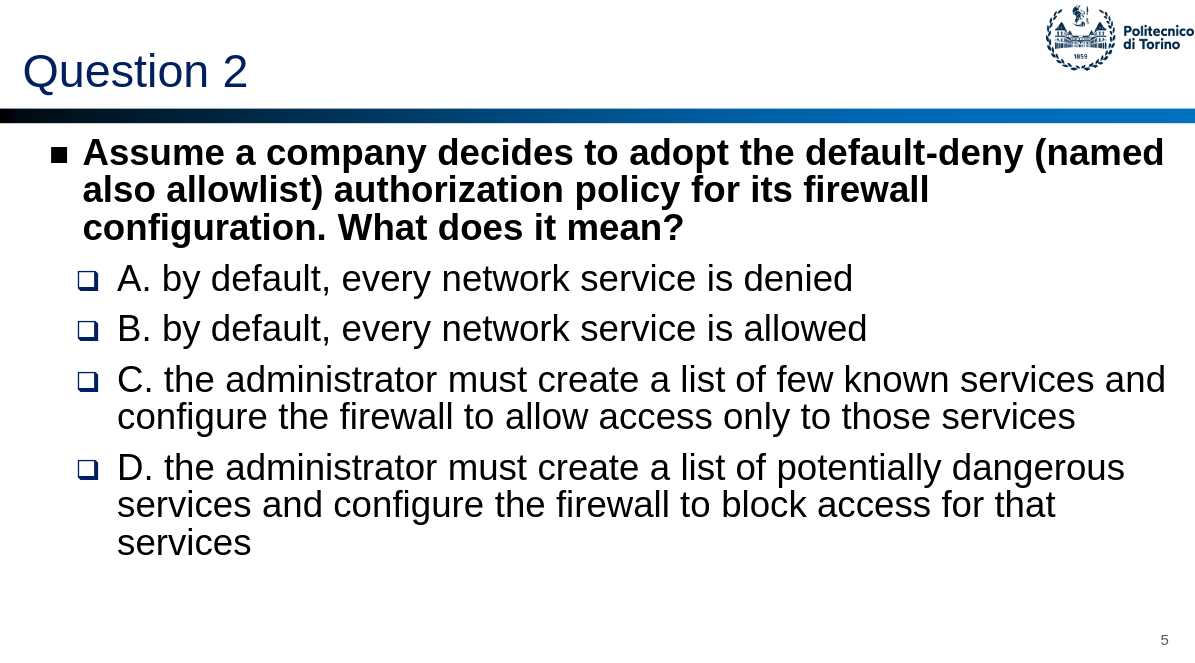 Politecnico
di Torino
1859
Question 2
Assume a company decides to adopt the default-deny (named
also allowlist) authorization policy for its firewall
configuration. What does it mean?
A. by default, every network service is denied
B. by default, every network service is allowed
C. the administrator must create a list of few known services and
configure the firewall to allow access only to those services
D. the administrator must create a list of potentially dangerous
services and configure the firewall to block access for that
services
5